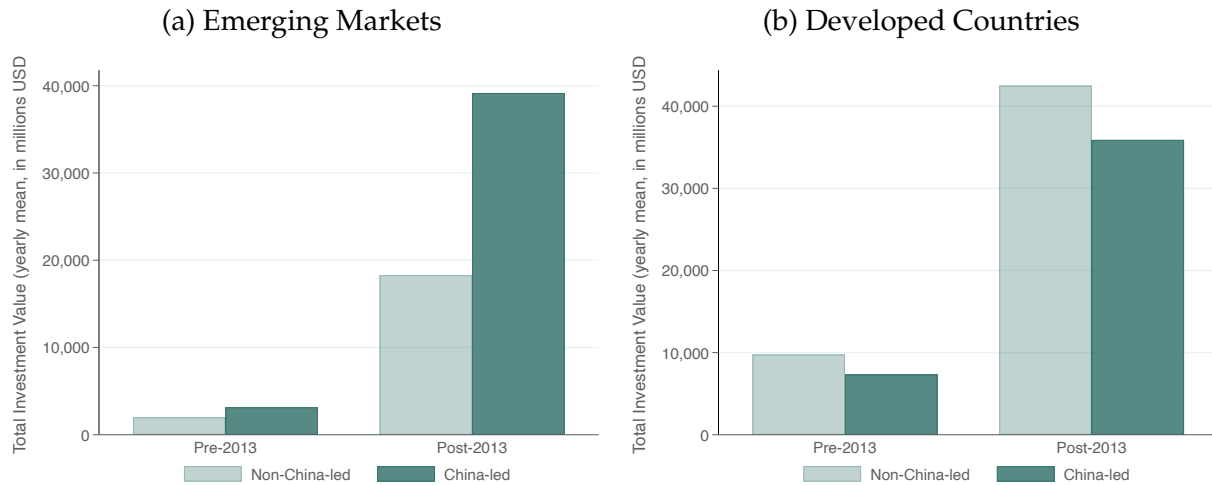 (a) Emerging Markets
Total Investment Value (yearly mean, in millions USD
40,000
30,000
20,000
10,000
0
Pre-2013
Post-2013
Non-China-led
China-led
(b) Developed Countries
Total Investment Value (yearly mean, in millions USD
40,000
30,000
20,000
10,000
0
Pre-2013
Post-2013
Non-China-led
China-led